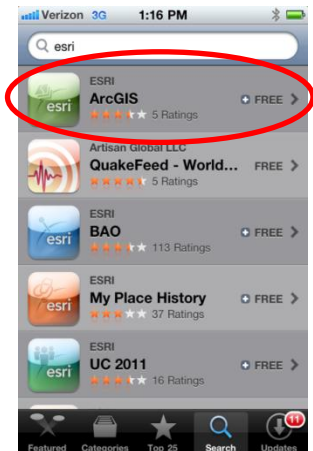 Verizon 3G 1:16 PM
esri
ESRI
esri
ArcGIS
FREE
5 Ratings
Artisan Global LLC
QuakeFeed - World...
FREE
5 Ratings
ESRI
esri
BAO
FREE
113 Ratings
ESRI
esri
My Place History
FREE
37 Ratings
ESRI
esri
UC 2011
FREE
16 Ratings
11
Featured Categories Top 25 Search Updates